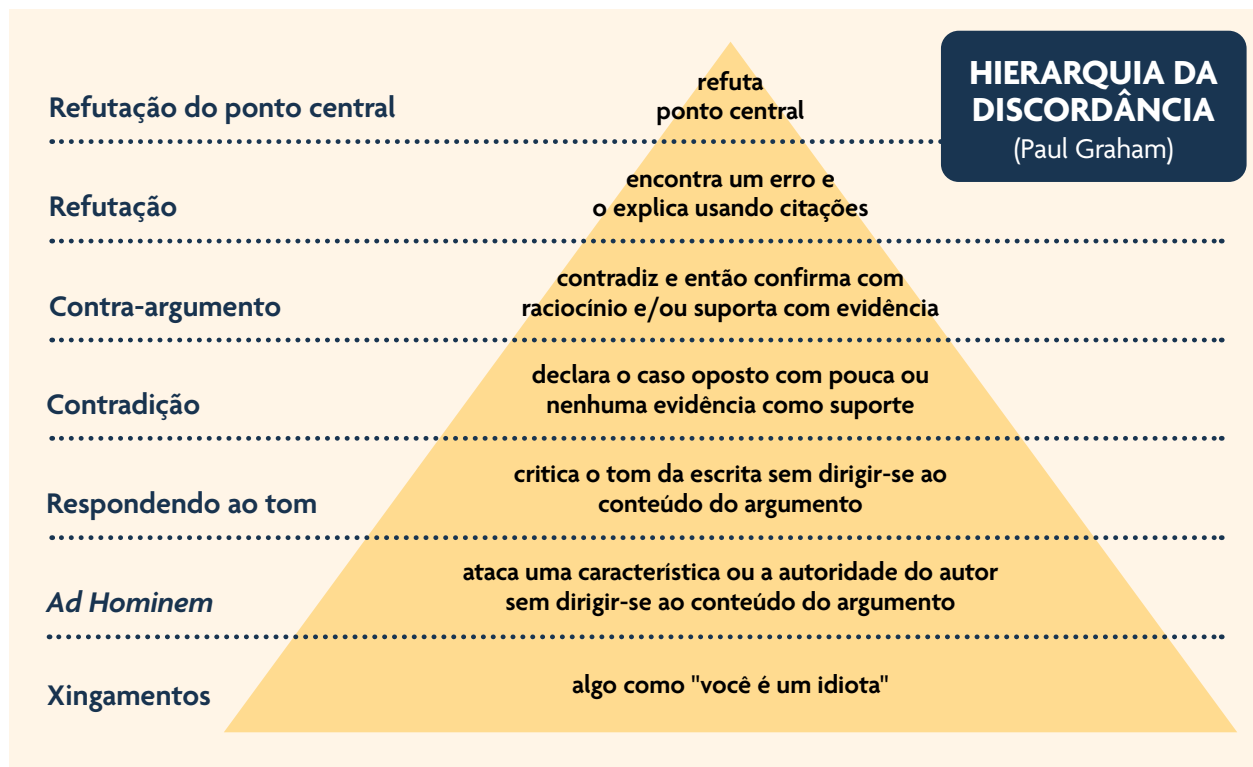 HIERARQUIA DA
DISCORDÂNCIA
(Paul Graham)
Refutação do ponto central
refuta
ponto central
Refutação
encontra um erro e
o explica usando citações
Contra-argumento
contradiz e então confirma com
raciocínio e/ou suporta com evidência
Contradição
declara o caso oposto com pouca ou
nenhuma evidência como suporte
Respondendo ao tom
critica o tom da escrita sem dirigir-se ao
conteúdo do argumento
Ad Hominem
ataca uma característica ou a autoridade do autor
sem dirigir-se ao conteúdo do argumento
Xingamentos
algo como "você é um idiota"